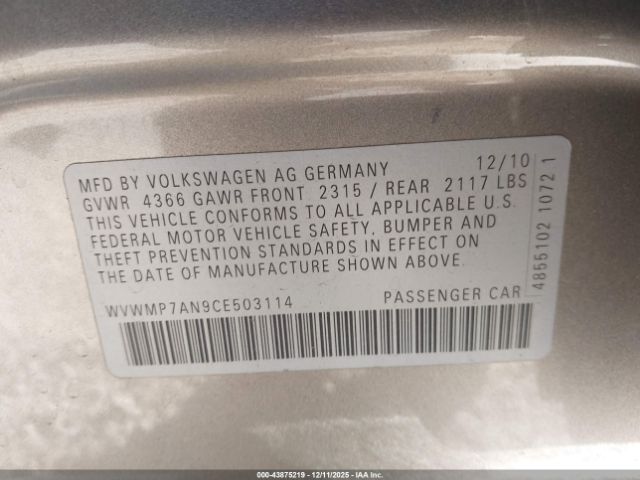 MFD BY VOLKSWAGEN AG GERMANY 12/10
GVWR 4366 GAWR FRONT 2315 / REAR 2117 LBS
THIS VEHICLE CONFORMS TO ALL APPLICABLE U.S.
FEDERAL MOTOR VEHICLE SAFETY, BUMPER AND
THEFT PREVENTION STANDARDS IN EFFECT ON
THE DATE OF MANUFACTURE SHOWN ABOVE.
WVWMP7AN9CE503114 PASSENGER CAR
4855102 1072 1
000-43875219 - 12/11/2025 - IAA Inc.